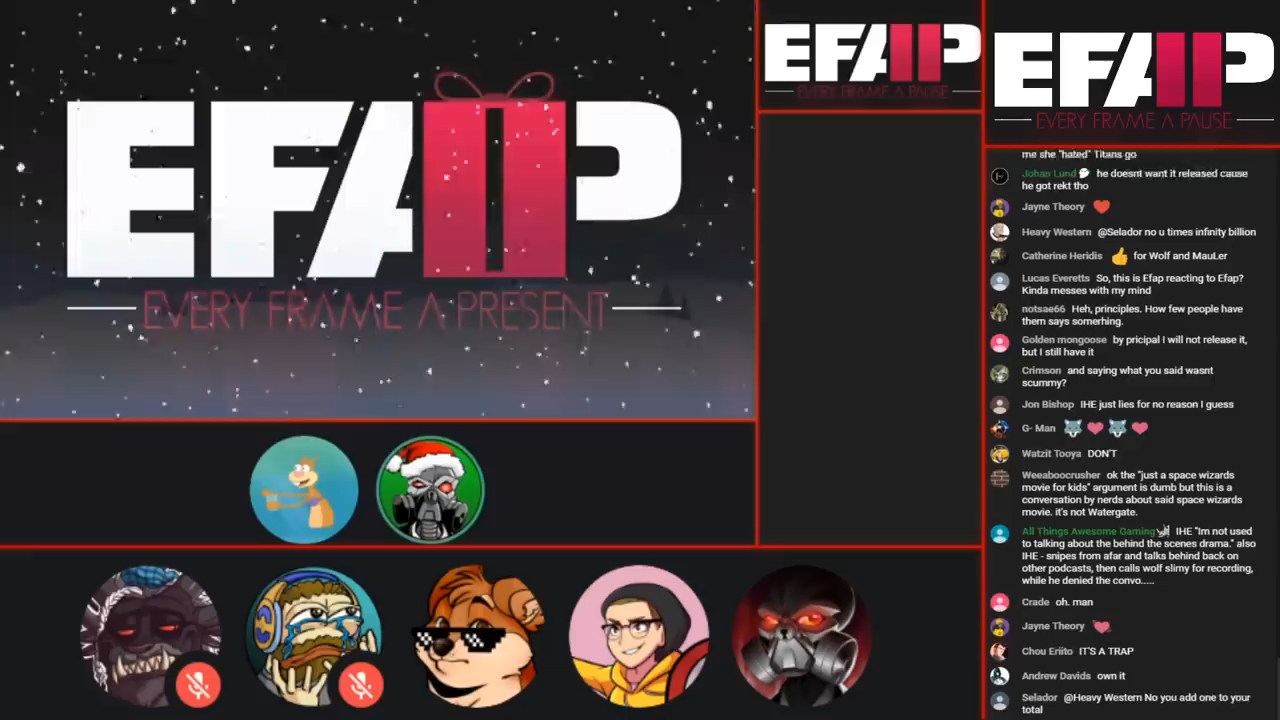 EFAP
EVERY FRAME A PRESENT
EFAP
EVERY FRAME A PAUSE
EFAP
EVERY FRAME A PAUSE
me she "hated" Titans go
Johan Lund he doesnt want it released cause
he got rekt tho
Jayne Theory
Heavy Western @Selador no u times infinity billion
Catherine Heridis for Wolf and MauLer
Lucas Everetts So, this is Efap reacting to Efap?
Kinda messes with my mind
notsae66 Heh, principles. How few people have
them says somerhing.
Golden mongoose by pricipal I will not release it,
but I still have it
Crimson and saying what you said wasnt
scummy?
Jon Bishop IHE just lies for no reason I guess
G- Man
Watzit Tooya DON'T
Weeaboocrusher ok the "just a space wizards
movie for kids" argument is dumb but this is a
conversation by nerds about said space wizards
movie. it's not Watergate.
All Things Awesome Gaming IHE "Im not used
to talking about the behind the scenes drama." also
IHE - snipes from afar and talks behind back on
other podcasts, then calls wolf slimy for recording,
while he denied the convo.....
Crade oh. man
Jayne Theory
Chou Eriito IT'S A TRAP
Andrew Davids own it
Selador @Heavy Western No you add one to your
total